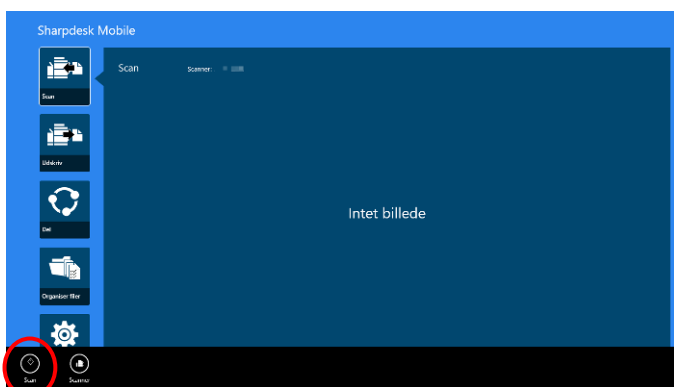 Sharpdesk Mobile
Scan
Scan Scanner:
Udskriv
Intet billede
Del
Organiser filer
Scan Scanner